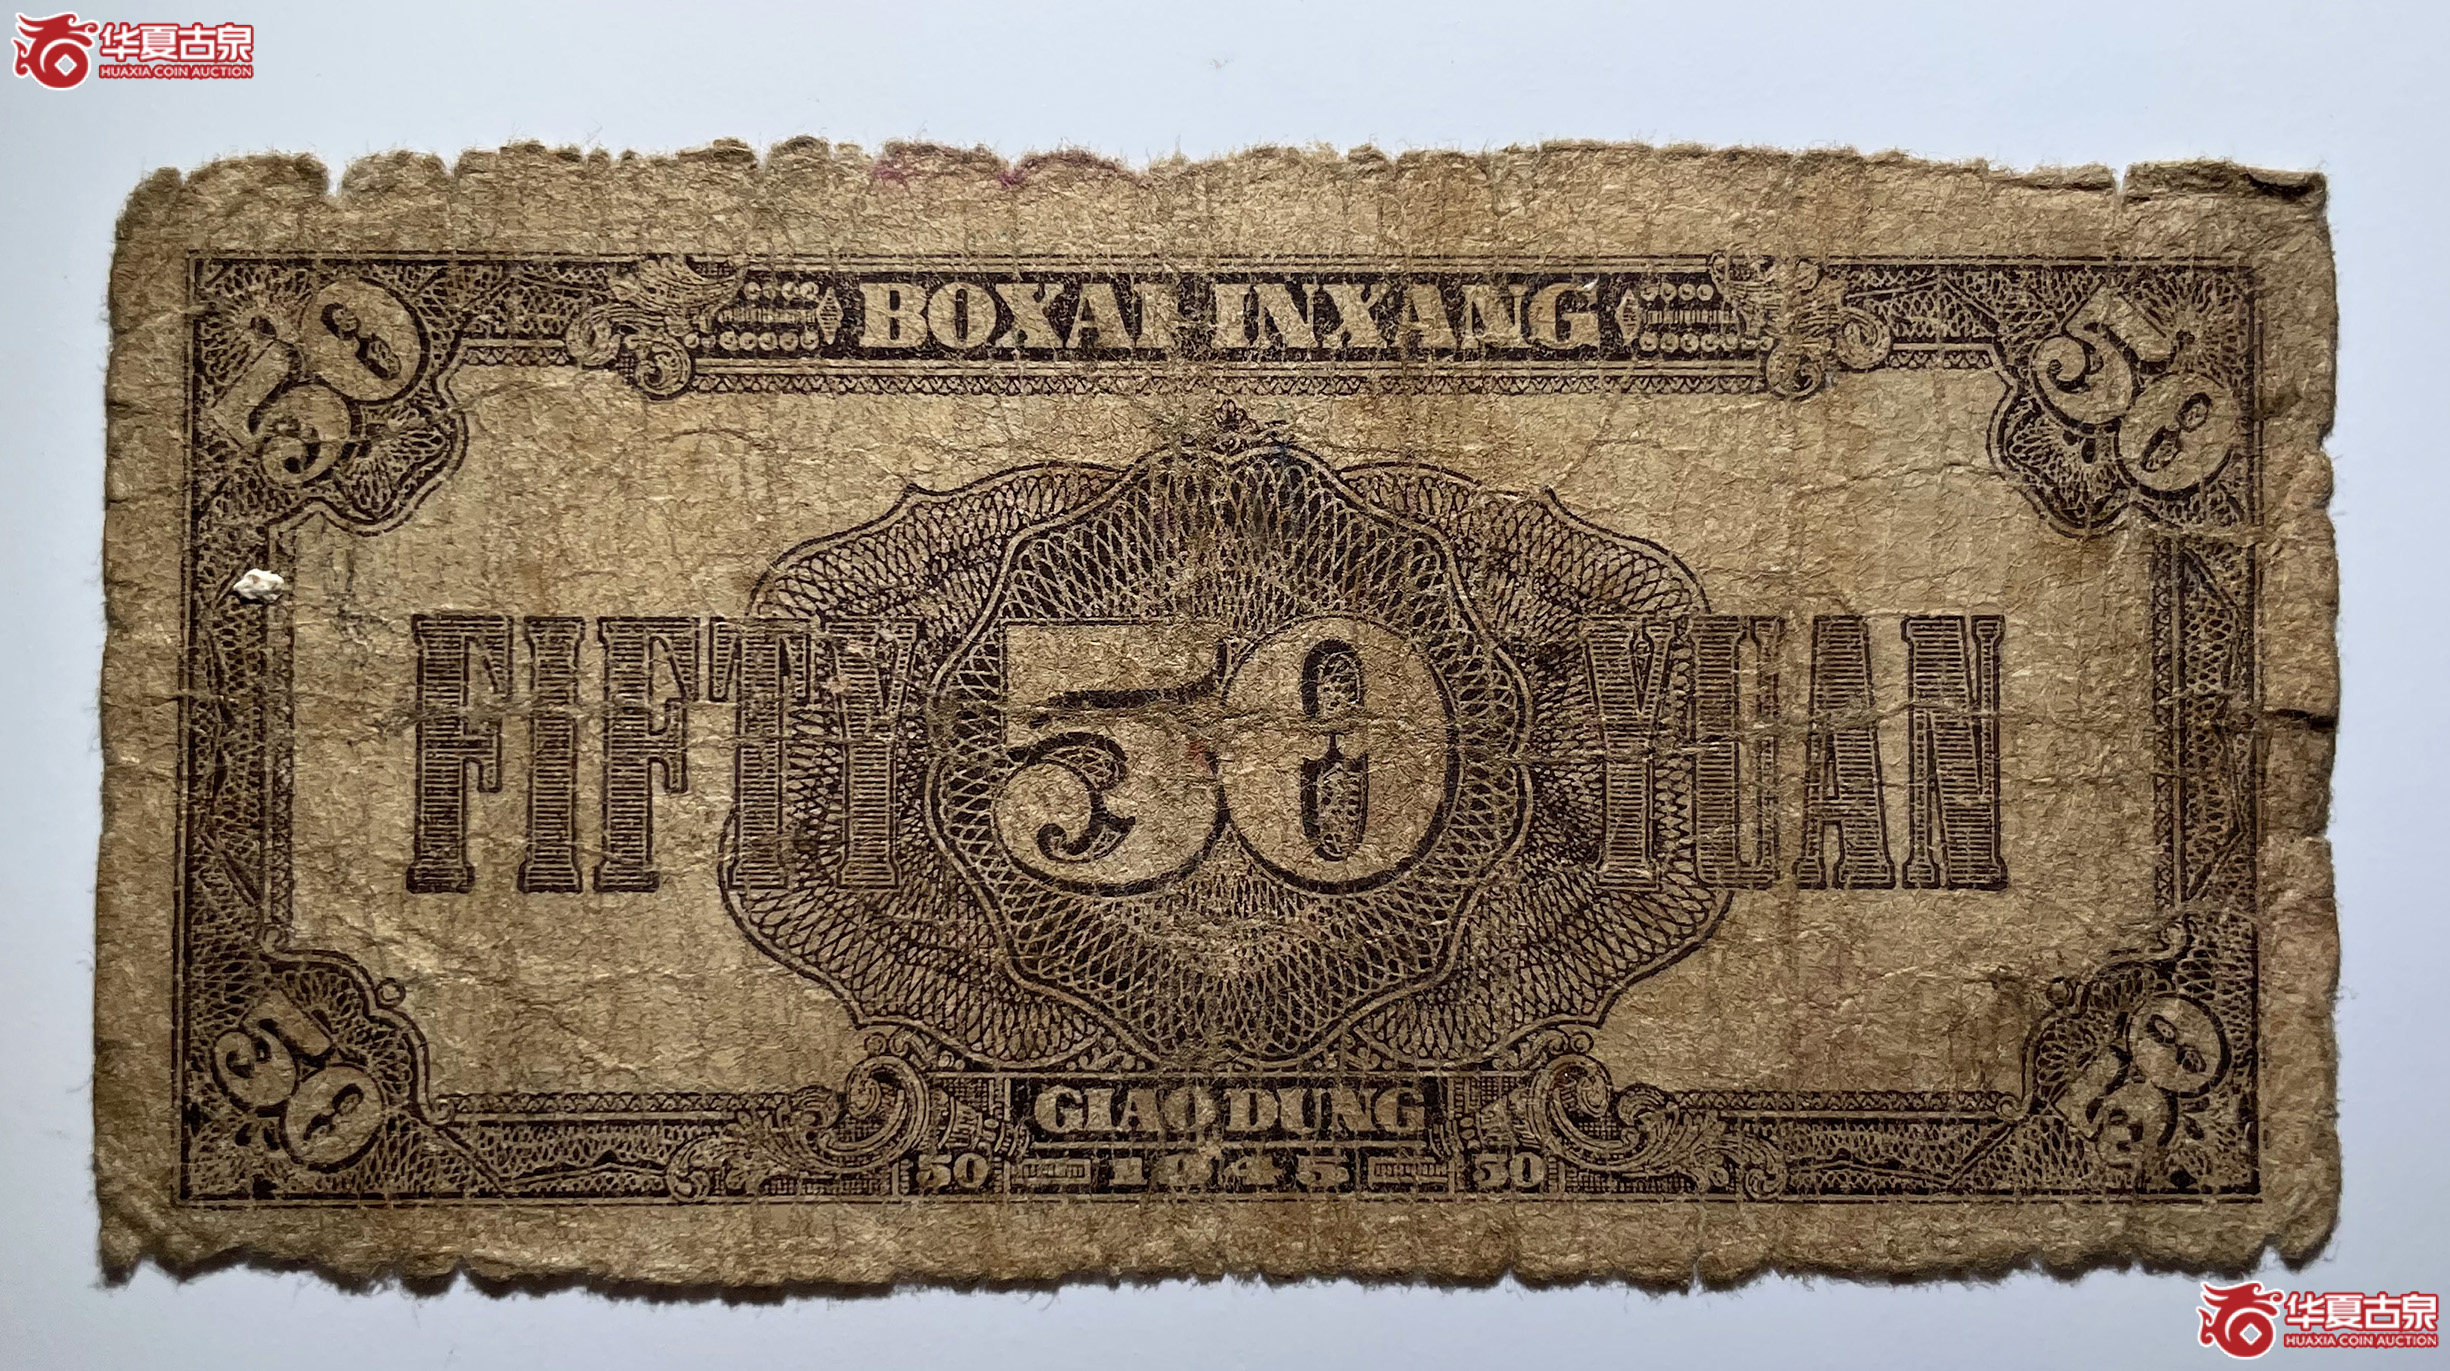 华夏古泉
HUAXIA COIN AUCTION
50
BOXAI INXANG
50
FIFTY 50 YUAN
50
GIAO DUNG
50
50 1945 50
华夏古泉
HUAXIA COIN AUCTION